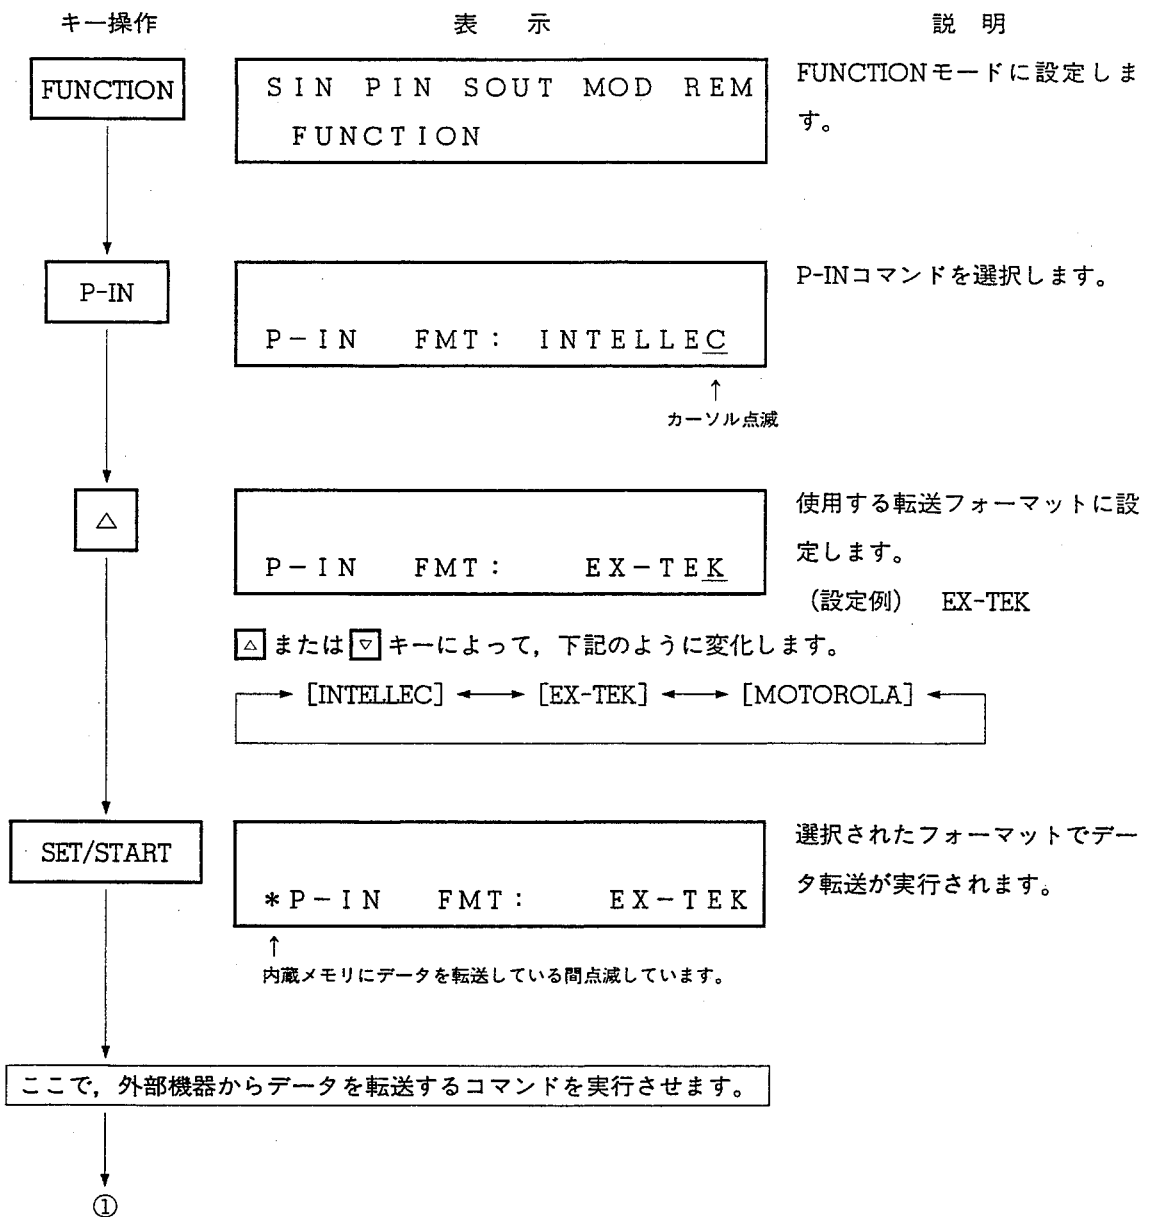 キー操作 表 示 説 明
FUNCTION
SIN PIN SOUT MOD REM
FUNCTION
FUNCTIONモードに設定しま
す。
P-IN
P-IN FMT: INTELLEC
↑
カーソル点滅
P-INコマンドを選択します。
△
P-IN FMT: EX-TEK
使用する転送フォーマットに設
定します。
(設定例) EX-TEK
△または▽キーによって,下記のように変化します。
[INTELLEC] ←→ [EX-TEK] ←→ [MOTOROLA]
SET/START
*P-IN FMT: EX-TEK
↑
内蔵メモリにデータを転送している間点滅しています。
選択されたフォーマットでデー
タ転送が実行されます。
ここで,外部機器からデータを転送するコマンドを実行させます。
①